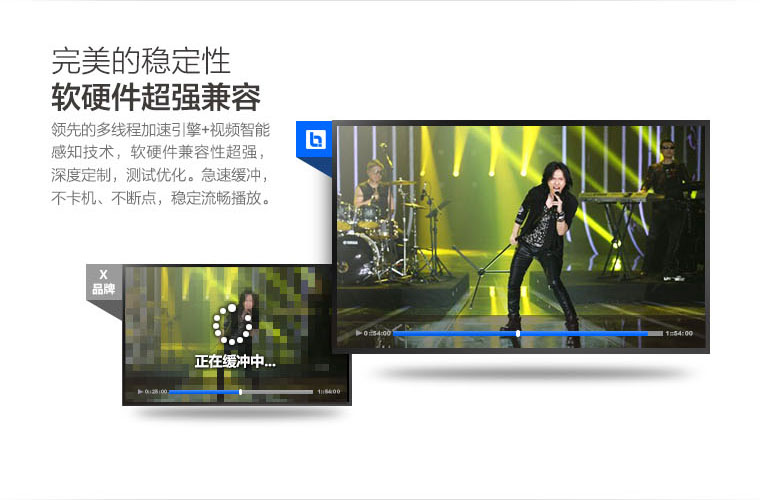 完美的稳定性
软硬件超强兼容
领先的多线程加速引擎+视频智能
感知技术，软硬件兼容性超强，
深度定制，测试优化。急速缓冲，
不卡机、不断点，稳定流畅播放。
X
品牌
正在缓冲中...
0:25:00
1:54:00
0:54:00
1:54:00